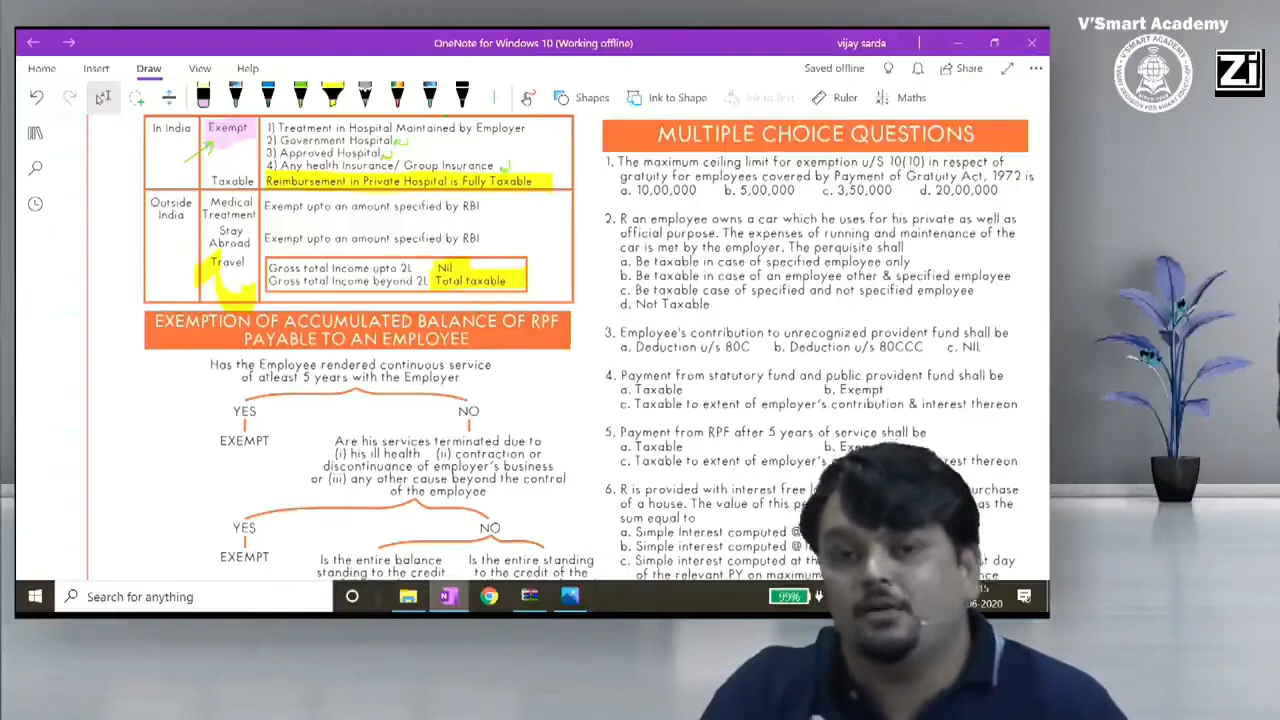 V'Smart Academy
OneNote for Windows 10 (Working offline)
vijay sarda
Home Insert Draw View Help
Saved offline
Share
Shapes
Ink to Shape
Ink to Text
Ruler
Maths
In India
Exempt
1) Treatment in Hospital Maintained by Employer
2) Government Hospital
3) Approved Hospital
4) Any health Insurance/ Group Insurance
Taxable
Reimbursement in Private Hospital is Fully Taxable
Outside
India
Medical
Treatment
Exempt upto an amount specified by RBI
Stay
Abroad
Exempt upto an amount specified by RBI
Travel
Gross total Income upto 2L Nil
Gross total Income beyond 2L Total taxable
EXEMPTION OF ACCUMULATED BALANCE OF RPF
PAYABLE TO AN EMPLOYEE
Has the Employee rendered continuous service
of atleast 5 years with the Employer
YES NO
EXEMPT
Are his services terminated due to
(i) his ill health (ii) contraction or
discontinuance of employer's business
or (iii) any other cause beyond the control
of the employee
YES NO
EXEMPT
Is the entire balance
standing to the credit
Is the entire standing
to the credit of the
MULTIPLE CHOICE QUESTIONS
1. The maximum ceiling limit for exemption u/S 10(10) in respect of
gratuity for employees covered by Payment of Gratuity Act, 1972 is
a. 10,00,000 b. 5,00,000 c. 3,50,000 d. 20,00,000
2. R an employee owns a car which he uses for his private as well as
official purpose. The expenses of running and maintenance of the
car is met by the employer. The perquisite shall
a. Be taxable in case of specified employee only
b. Be taxable in case of an employee other & specified employee
c. Be taxable case of specified and not specified employee
d. Not Taxable
3. Employee's contribution to unrecognized provident fund shall be
a. Deduction u/s 80C b. Deduction u/s 80CCC c. NIL
4. Payment from statutory fund and public provident fund shall be
a. Taxable b. Exempt
c. Taxable to extent of employer's contribution & interest thereon
5. Payment from RPF after 5 years of service shall be
a. Taxable b.
c. Taxable to extent of employer's thereon
6. R is provided with interest free
of a house. The value of this as the
sum equal to
a. Simple Interest computed @
b. Simple interest computed @
c. Simple interest computed at the day
of the relevant PY on maximum
Search for anything
99%
Zi